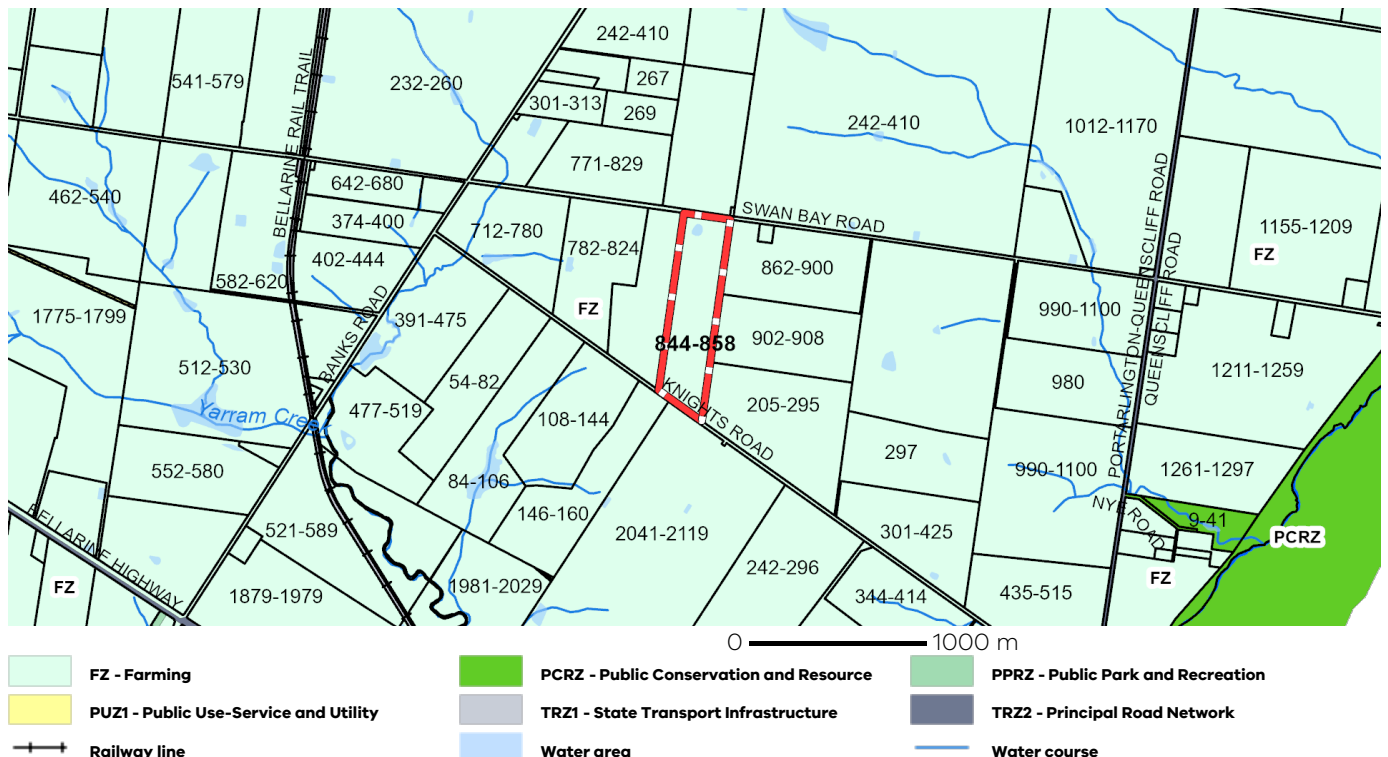 242-410
541-579
BELLARINE RAIL TRAIL
232-260
267
301-313
269
242-410
1012-1170
771-829
642-680
462-540
374-400
712-780
782-824
SWAN BAY ROAD
PORTARLINGTON-QUEENSCLIFF ROAD
QUEENSCLIFF ROAD
1155-1209
FZ
402-444
582-620
862-900
BANKS ROAD
391-475
FZ
990-1100
1775-1799
844-858
902-908
512-530
54-82
980
1211-1259
KNIGHTS ROAD
205-295
Yarram Creek
477-519
108-144
297
552-580
84-106
990-1100
1261-1297
146-160
NYE ROAD
9-41
PCRZ
BELLARINE HIGHWAY
521-589
2041-2119
301-425
FZ
1981-2029
242-296
FZ
1879-1979
344-414
435-515
0 1000 m
FZ - Farming
PCRZ - Public Conservation and Resource
PPRZ - Public Park and Recreation
PUZ1 - Public Use-Service and Utility
TRZ1 - State Transport Infrastructure
TRZ2 - Principal Road Network
Railway line
Water area
Water course